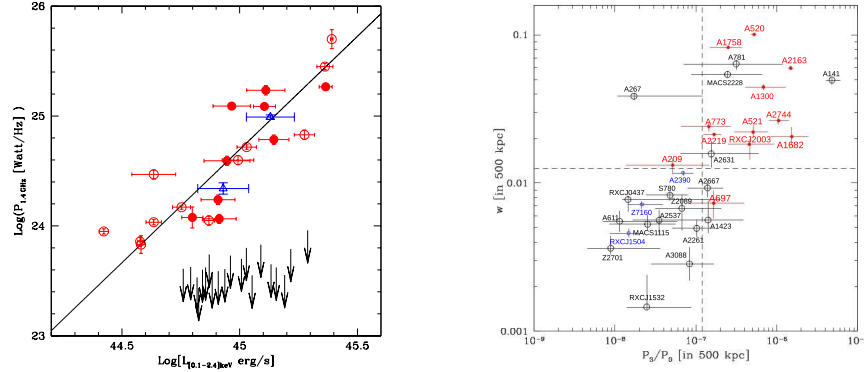 26
25
24
23
44.5
45
45.5
Log(P1.4GHz [Watt/Hz])
Log[L[0.1-2.4]keV erg/s]
0.1
0.01
0.001
w [in 500 kpc]
10⁻⁹
10⁻⁸
10⁻⁷
10⁻⁶
10⁻⁵
P3/P0 [in 500 kpc]
A520
A1758
A781
A2163
MACS2228
A141
A267
A1300
A2744
A773
A521
A2219
RXCJ2003
A1682
A2631
A209
A2390
A2667
RXCJ0437
S780
A697
Z2089
Z7160
A611
A2537
A1423
MACS1115
RXCJ1504
A2261
Z2701
A3088
RXCJ1532